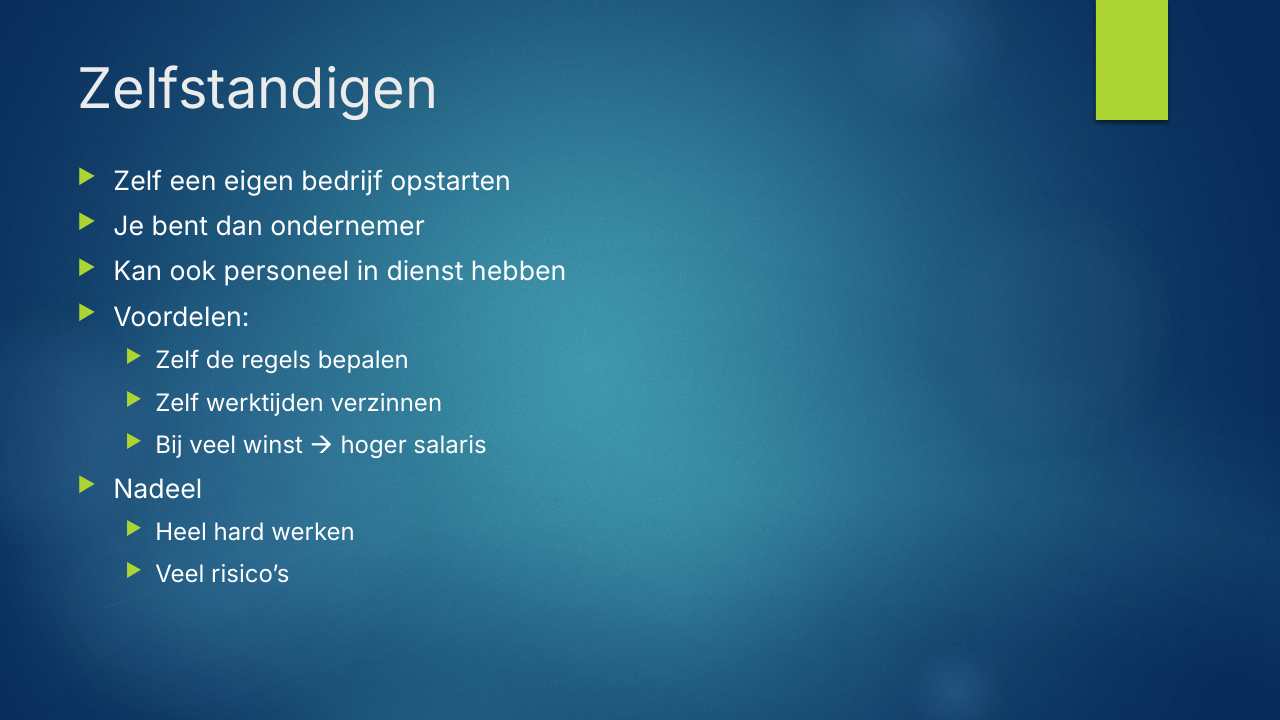 Zelfstandigen
Zelf een eigen bedrijf opstarten
Je bent dan ondernemer
Kan ook personeel in dienst hebben
Voordelen:
Zelf de regels bepalen
Zelf werktijden verzinnen
Bij veel winst → hoger salaris
Nadeel
Heel hard werken
Veel risico’s